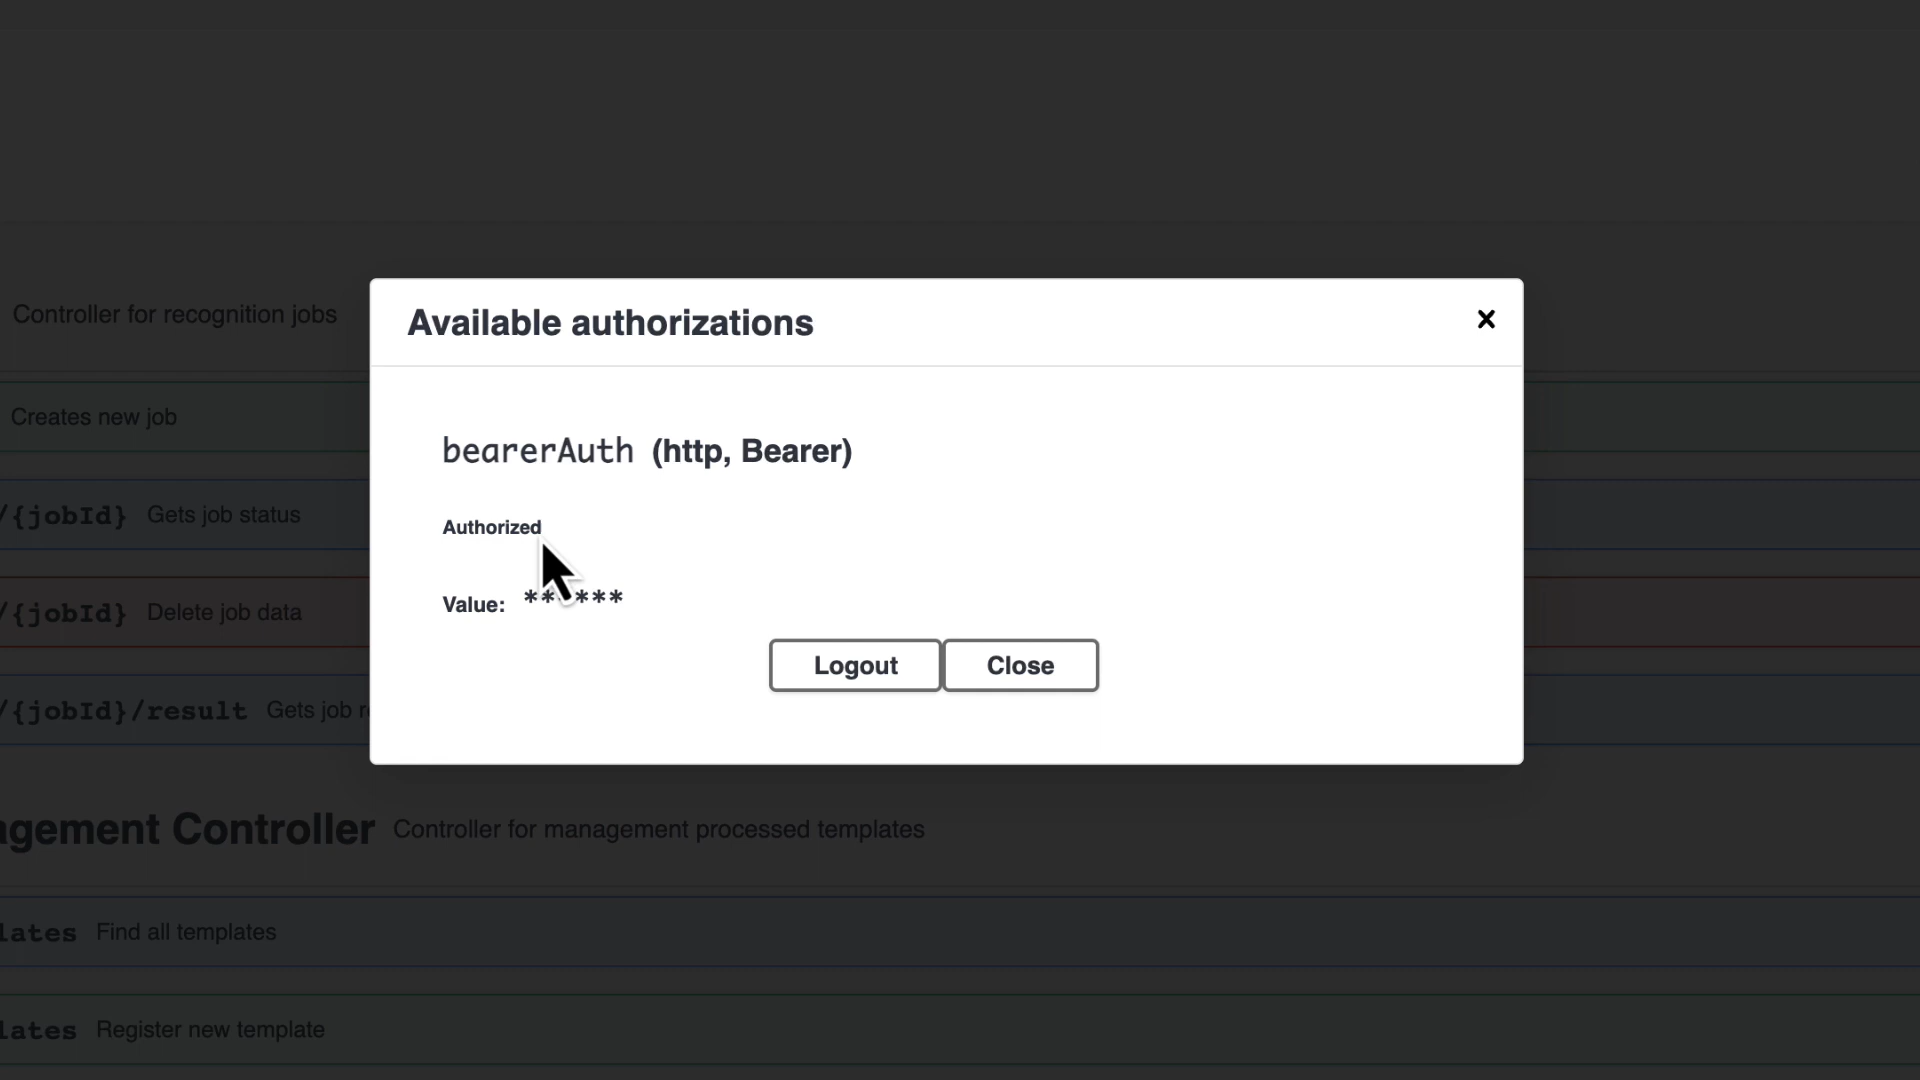 Controller for recognition jobs
Available authorizations
Creates new job
bearerAuth (http, Bearer)
/{jobId} Gets job status
Authorized
Value: ******
/{jobId} Delete job data
Logout Close
/{jobId}/result Gets job
gement Controller Controller for management processed templates
lates Find all templates
lates Register new template